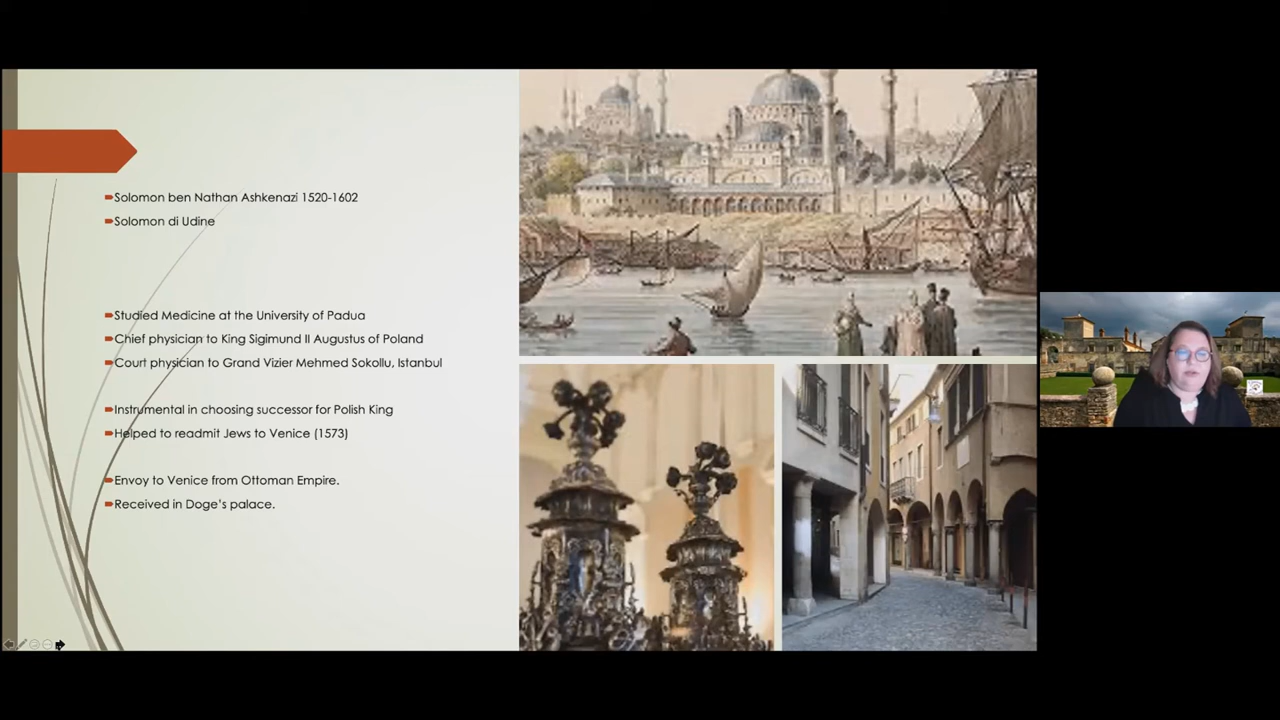 Solomon ben Nathan Ashkenazi 1520-1602
Solomon di Udine
Studied Medicine at the University of Padua
Chief physician to King Sigimund II Augustus of Poland
Court physician to Grand Vizier Mehmed Sokollu, Istanbul
Instrumental in choosing successor for Polish King
Helped to readmit Jews to Venice (1573)
Envoy to Venice from Ottoman Empire.
Received in Doge's palace.